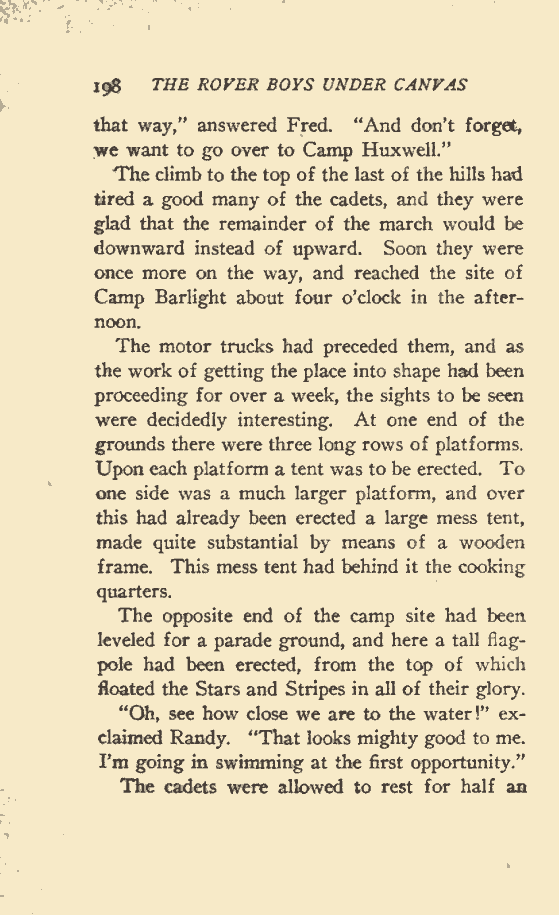 198 THE ROVER BOYS UNDER CANVAS
that way,” answered Fred. “And don’t forget,
we want to go over to Camp Huxwell.”
The climb to the top of the last of the hills had
tired a good many of the cadets, and they were
glad that the remainder of the march would be
downward instead of upward. Soon they were
once more on the way, and reached the site of
Camp Barlight about four o’clock in the after-
noon.
The motor trucks had preceded them, and as
the work of getting the place into shape had been
proceeding for over a week, the sights to be seen
were decidedly interesting. At one end of the
grounds there were three long rows of platforms.
Upon each platform a tent was to be erected. To
one side was a much larger platform, and over
this had already been erected a large mess tent,
made quite substantial by means of a wooden
frame. This mess tent had behind it the cooking
quarters.
The opposite end of the camp site had been
leveled for a parade ground, and here a tall flag-
pole had been erected, from the top of which
floated the Stars and Stripes in all of their glory.
“Oh, see how close we are to the water!” ex-
claimed Randy. “That looks mighty good to me.
I’m going in swimming at the first opportunity.”
The cadets were allowed to rest for half an